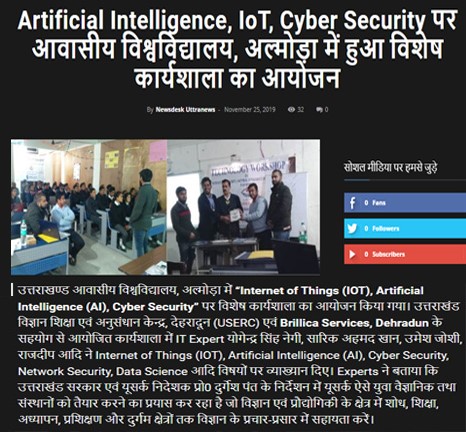 Artificial Intelligence, IoT, Cyber Security पर
आवासीय विश्वविद्यालय, अल्मोड़ा में हुआ विशेष
कार्यशाला का आयोजन
By Newsdesk Uttranews - November 25, 2019 32 0
TECHNOLOGY WORKSHOP
सोशल मीडिया पर हमसे जुड़े
0 Fans
0 Followers
0 Subscribers
उत्तराखण्ड आवासीय विश्वविद्यालय, अल्मोड़ा में “Internet of Things (IOT), Artificial
Intelligence (AI), Cyber Security” पर विशेष कार्यशाला का आयोजन किया गया। उत्तराखंड
विज्ञान शिक्षा एवं अनुसंधान केन्द्र, देहरादून (USERC) एवं Brillica Services, Dehradun के
सहयोग से आयोजित कार्यशाला में IT Expert योगेन्द्र सिंह नेगी, सारिक अहमद खान, उमेश जोशी,
राजदीप आदि ने Internet of Things (IOT), Artificial Intelligence (AI), Cyber Security,
Network Security, Data Science आदि विषयों पर व्याख्यान दिए। Experts ने बताया कि
उत्तराखंड सरकार एवं यूसर्क निदेशक प्रो0 दुर्गेश पंत के निर्देशन में यूसर्क ऐसे युवा वैज्ञानिक तथा
संस्थानों को तैयार करने का प्रयास कर रहा है जो विज्ञान एवं प्रौद्योगिकी के क्षेत्र में शोध, शिक्षा,
अध्यापन, प्रशिक्षण और दुर्गम क्षेत्रों तक विज्ञान के प्रचार-प्रसार में सहायता करें।